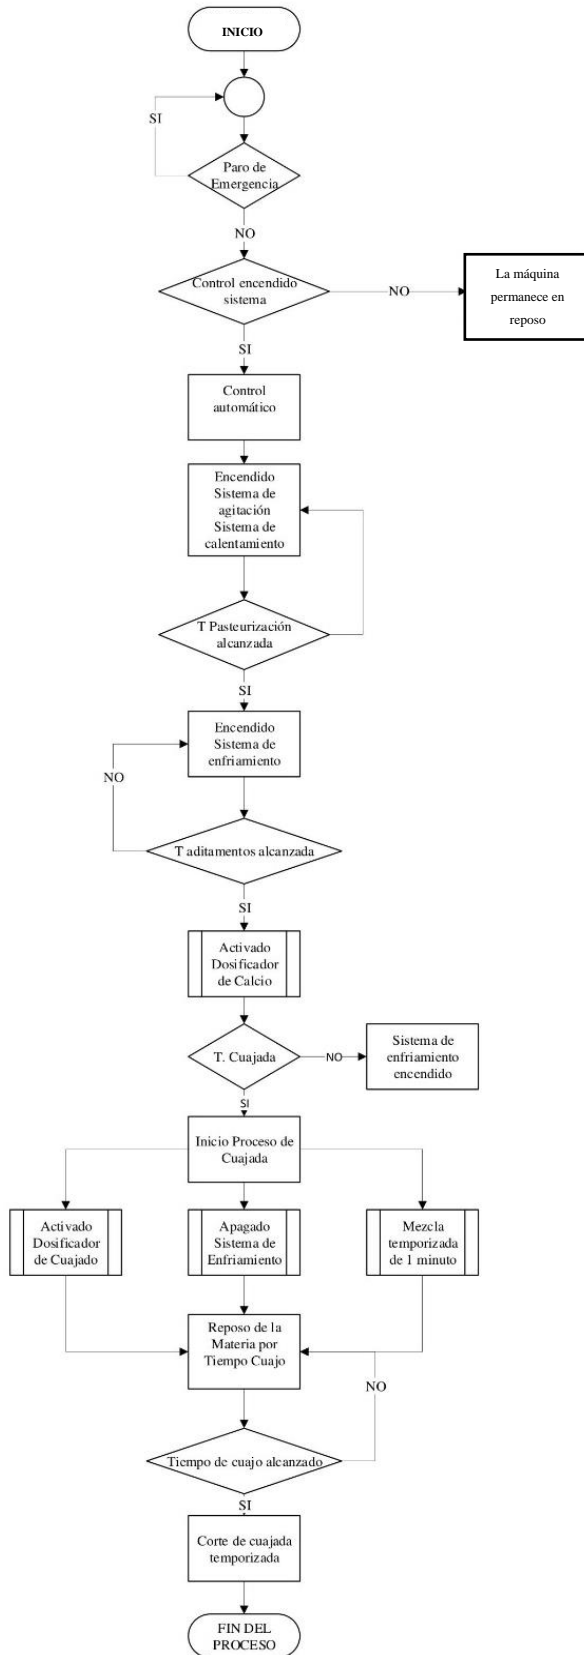 INICIO
SI
Paro de
Emergencia
NO
Control encendido
sistema
NO
La máquina
permanece en
reposo
SI
Control
automático
Encendido
Sistema de
agitación
Sistema de
calentamiento
T Pasteurización
alcanzada
SI
Encendido
Sistema de
enfriamiento
NO
T aditamentos alcanzada
SI
Activado
Dosificador
de Calcio
T. Cuajada
NO
Sistema de
enfriamiento
encendido
SI
Inicio Proceso de
Cuajada
Activado
Dosificador
de Cuajado
Apagado
Sistema de
Enfriamiento
Mezcla
temporizada
de 1 minuto
Reposo de la
Materia por
Tiempo Cuajo
NO
Tiempo de cuajo alcanzado
SI
Corte de cuajada
temporizada
FIN DEL
PROCESO